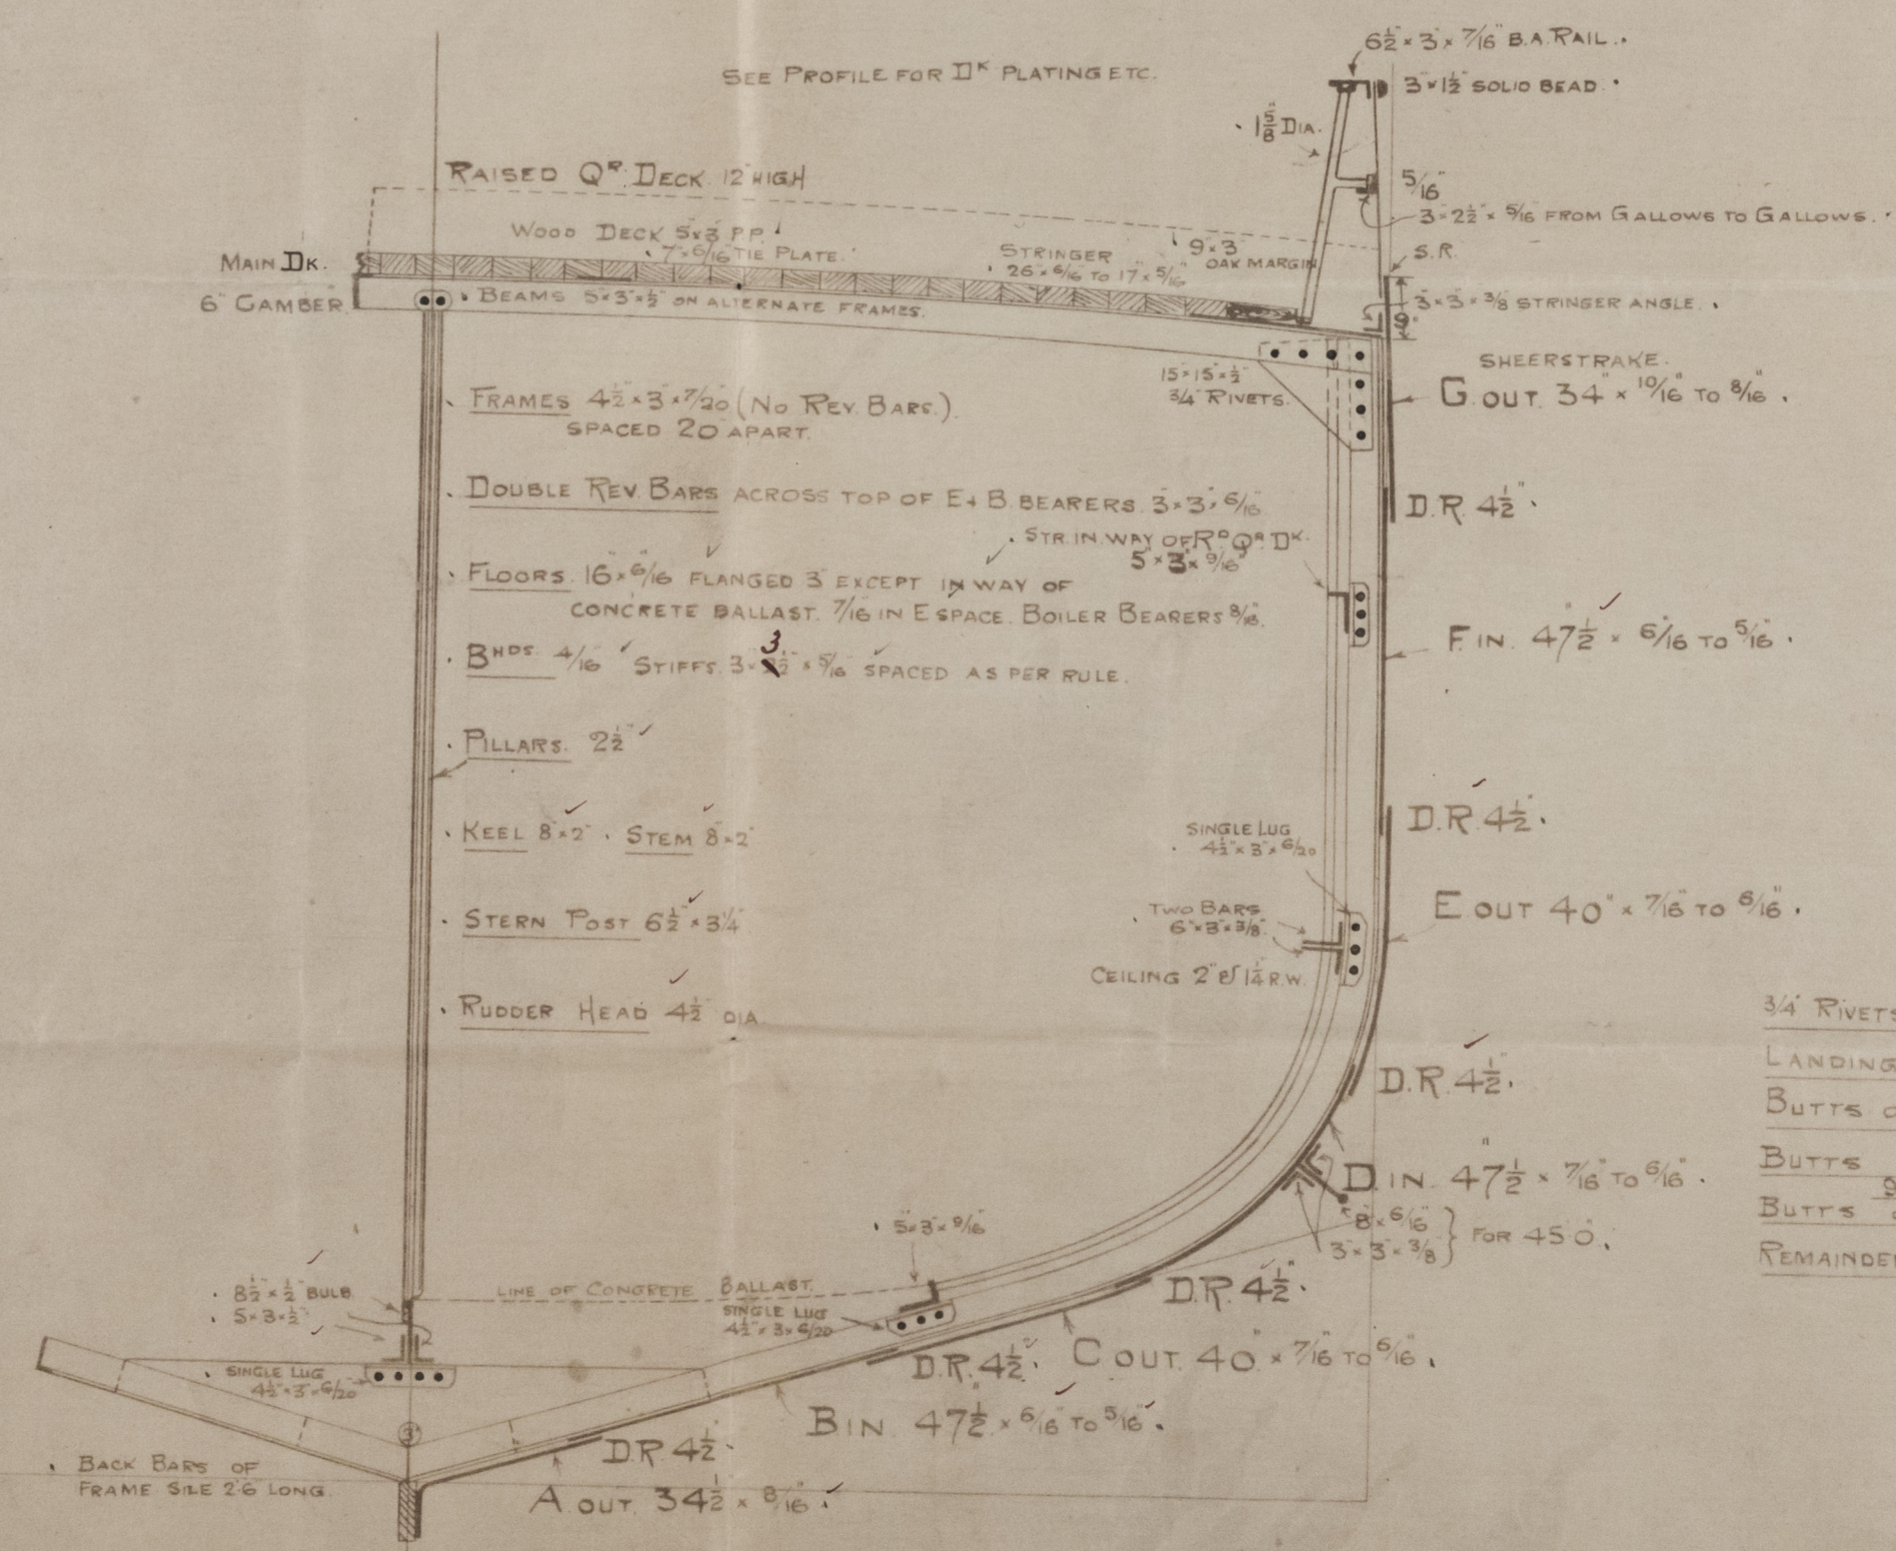 SEE PROFILE FOR DK PLATING ETC.
6½" × 3" × 7/16" B.A. RAIL.
3" × 1½" SOLID BEAD.
1⅝" DIA.
5/16"
3" × 2½" × 5/16" FROM GALLOWS TO GALLOWS.
S.R.
RAISED QR. DECK 12" HIGH
WOOD DECK 5" × 3" P.P.
7" × 6/16" TIE PLATE.
STRINGER
26" × 6/16" TO 17" × 5/16"
9" × 3"
OAK MARGIN
MAIN DK.
6" CAMBER.
BEAMS 5" × 3" × ½" ON ALTERNATE FRAMES.
3" × 3" × 3/8" STRINGER ANGLE.
9"
15" × 15" × ½"
3/4" RIVETS.
SHEERSTRAKE.
G. OUT. 34" × 10/16" TO 8/16".
FRAMES 4½" × 3" × 7/20 (NO REV. BARS.)
SPACED 20" APART.
D.R. 4½".
DOUBLE REV. BARS ACROSS TOP OF E & B. BEARERS. 3" × 3" × 6/16"
STR. IN. WAY OF RD QR DK.
5" × 3" × 9/16"
FLOORS. 16" × 6/16" FLANGED 3" EXCEPT IN WAY OF
CONCRETE BALLAST. 7/16" IN E SPACE. BOILER BEARERS 8/16".
F. IN. 47½" × 6/16" TO 5/16".
BHDS. 4/16" STIFFS. 3" × 3" × 5/16" SPACED AS PER RULE.
PILLARS. 2½"
KEEL 8" × 2". STEM 8" × 2"
D.R. 4½".
SINGLE LUG
4½" × 3" × 6/20
STERN POST 6½" × 3¼"
TWO BARS
6" × 3" × 3/8"
E OUT 40" × 7/16" TO 6/16".
CEILING 2" & 1¼" R.W.
RUDDER HEAD 4½" DIA
3/4" RIVETS
LANDING
BUTTS
BUTTS
BUTTS
REMAINDER
D.R. 4½".
D. IN. 47½" × 7/16" TO 6/16".
8" × 6/16"
3" × 3" × 3/8" } FOR 45'0".
5" × 3" × 9/16"
LINE OF CONCRETE BALLAST.
8½" × ½" BULB
5" × 3" × ½"
SINGLE LUG
4½" × 3" × 6/20
D.R. 4½".
C OUT. 40" × 7/16" TO 6/16".
D.R. 4½".
SINGLE LUG
4½" × 3" × 6/20
B IN. 47½" × 6/16" TO 5/16".
3
D.R. 4½".
BACK BARS OF
FRAME SILE 2'6" LONG.
A OUT. 34½" × 8/16".